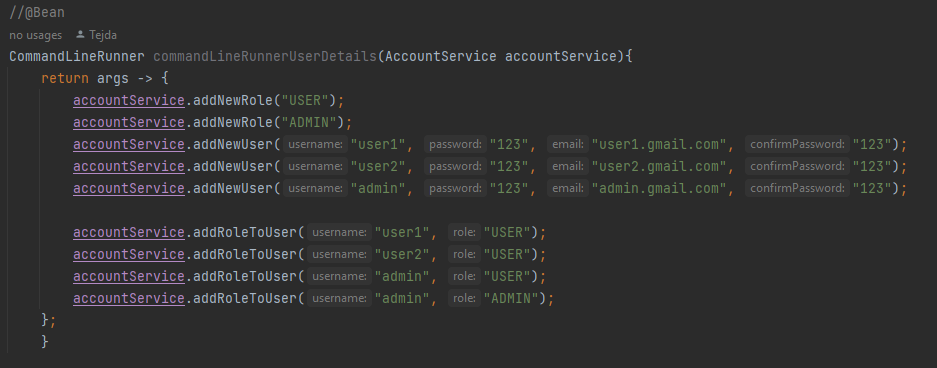 //@Bean
no usages Tejda
CommandLineRunner commandLineRunnerUserDetails(AccountService accountService){
return args -> {
accountService.addNewRole("USER");
accountService.addNewRole("ADMIN");
accountService.addNewUser( username: "user1", password: "123", email: "user1.gmail.com", confirmPassword: "123");
accountService.addNewUser( username: "user2", password: "123", email: "user2.gmail.com", confirmPassword: "123");
accountService.addNewUser( username: "admin", password: "123", email: "admin.gmail.com", confirmPassword: "123");
accountService.addRoleToUser( username: "user1", role: "USER");
accountService.addRoleToUser( username: "user2", role: "USER");
accountService.addRoleToUser( username: "admin", role: "USER");
accountService.addRoleToUser( username: "admin", role: "ADMIN");
};
}